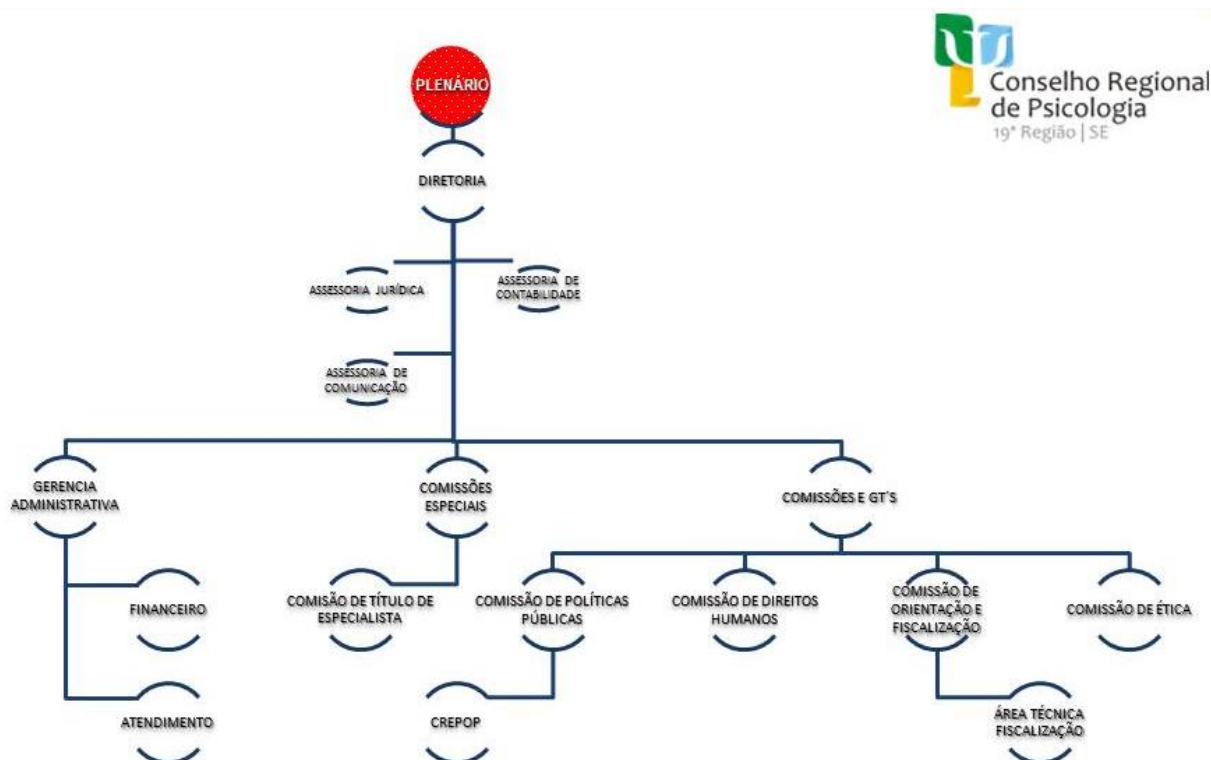 Conselho Regional
de Psicologia
19ª Região | SE
PLENÁRIO
DIRETORIA
ASSESSORIA JURÍDICA
ASSESSORIA DE
CONTABILIDADE
ASSESSORIA DE
COMUNICAÇÃO
GERENCIA
ADMINISTRATIVA
COMISSÕES
ESPECIAIS
COMISSÕES E GT´S
FINANCEIRO
COMISÃO DE TÍTULO DE
ESPECIALISTA
COMISSÃO DE POLÍTICAS
PÚBLICAS
COMISSÃO DE DIREITOS
HUMANOS
COMISSÃO DE
ORIENTAÇÃO E
FISCALIZAÇÃO
COMISSÃO DE ÉTICA
ATENDIMENTO
CREPOP
ÁREA TÉCNICA
FISCALIZAÇÃO